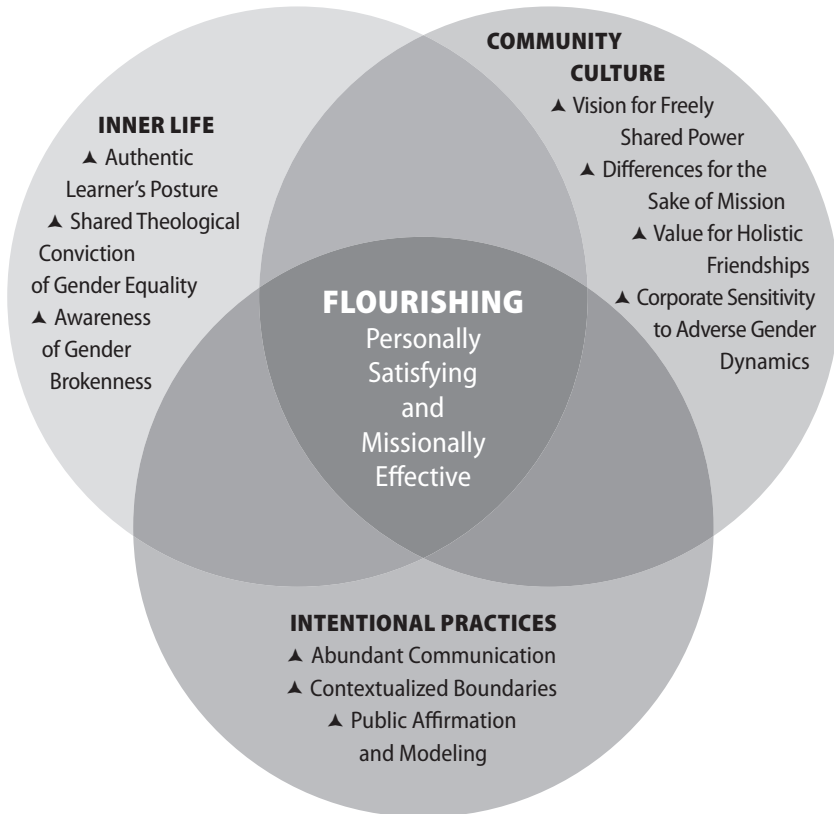 INNER LIFE
▲ Authentic
Learner's Posture
▲ Shared Theological
Conviction
of Gender Equality
▲ Awareness
of Gender
Brokenness
COMMUNITY
CULTURE
▲ Vision for Freely
Shared Power
▲ Differences for the
Sake of Mission
▲ Value for Holistic
Friendships
▲ Corporate Sensitivity
to Adverse Gender
Dynamics
FLOURISHING
Personally
Satisfying
and
Missionally
Effective
INTENTIONAL PRACTICES
▲ Abundant Communication
▲ Contextualized Boundaries
▲ Public Affirmation
and Modeling